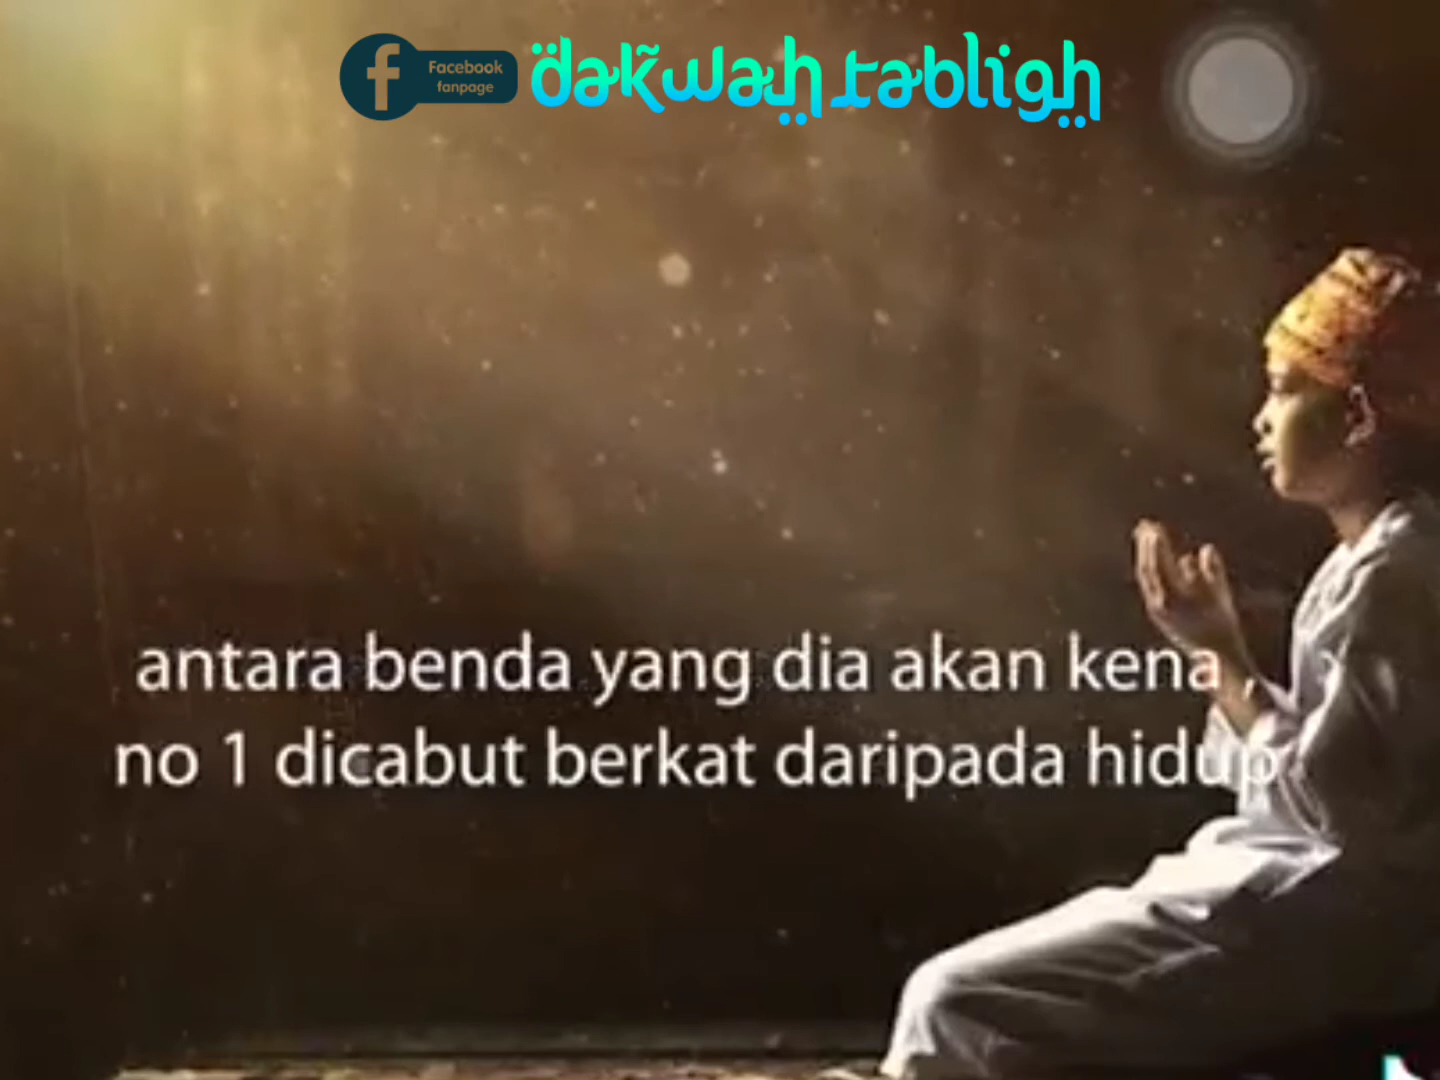 Facebook
fanpage
dakwah tabligh
antara benda yang dia akan kena ,
no 1 dicabut berkat daripada hidup